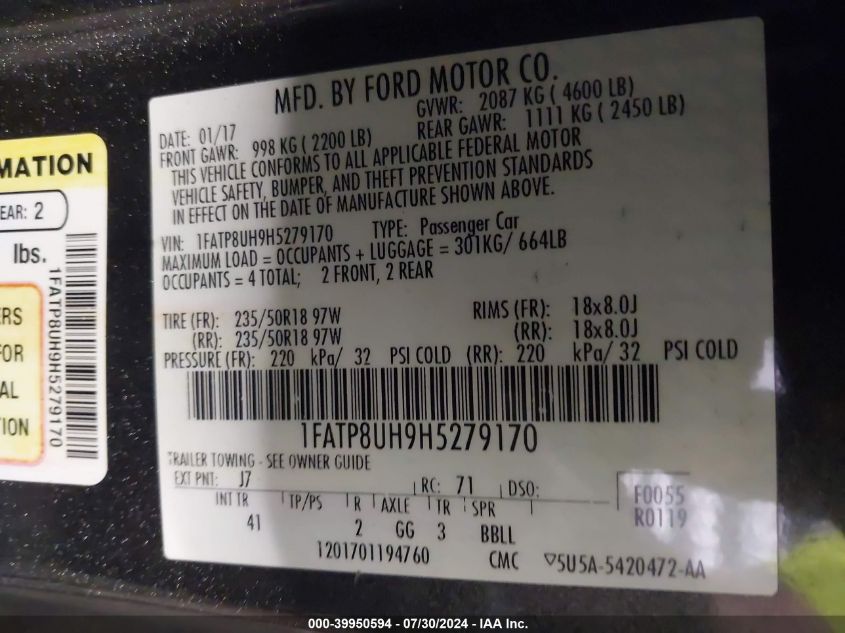 MATION
EAR: 2
lbs.
1FATP8UH9H5279170
ERS
FOR
AL
TION
MFD. BY FORD MOTOR CO.
DATE: 01/17 GVWR: 2087 KG ( 4600 LB)
FRONT GAWR: 998 KG ( 2200 LB) REAR GAWR: 1111 KG ( 2450 LB)
THIS VEHICLE CONFORMS TO ALL APPLICABLE FEDERAL MOTOR
VEHICLE SAFETY, BUMPER, AND THEFT PREVENTION STANDARDS
IN EFFECT ON THE DATE OF MANUFACTURE SHOWN ABOVE.
VIN: 1FATP8UH9H5279170 TYPE: Passenger Car
MAXIMUM LOAD = OCCUPANTS + LUGGAGE = 301KG/ 664LB
OCCUPANTS = 4 TOTAL; 2 FRONT, 2 REAR
TIRE (FR): 235/50R18 97W RIMS (FR): 18x8.0J
(RR): 235/50R18 97W (RR): 18x8.0J
PRESSURE (FR): 220 kPa/ 32 PSI COLD (RR): 220 kPa/ 32 PSI COLD
1FATP8UH9H5279170
TRAILER TOWING - SEE OWNER GUIDE
EXT PNT: J7 RC: 71 DSO:
F0055
R0119
INT TR TP/PS R AXLE TR SPR
41 2 GG 3 BBLL
1201701194760 CMC ▽5U5A-5420472-AA
000-39950594 - 07/30/2024 - IAA Inc.